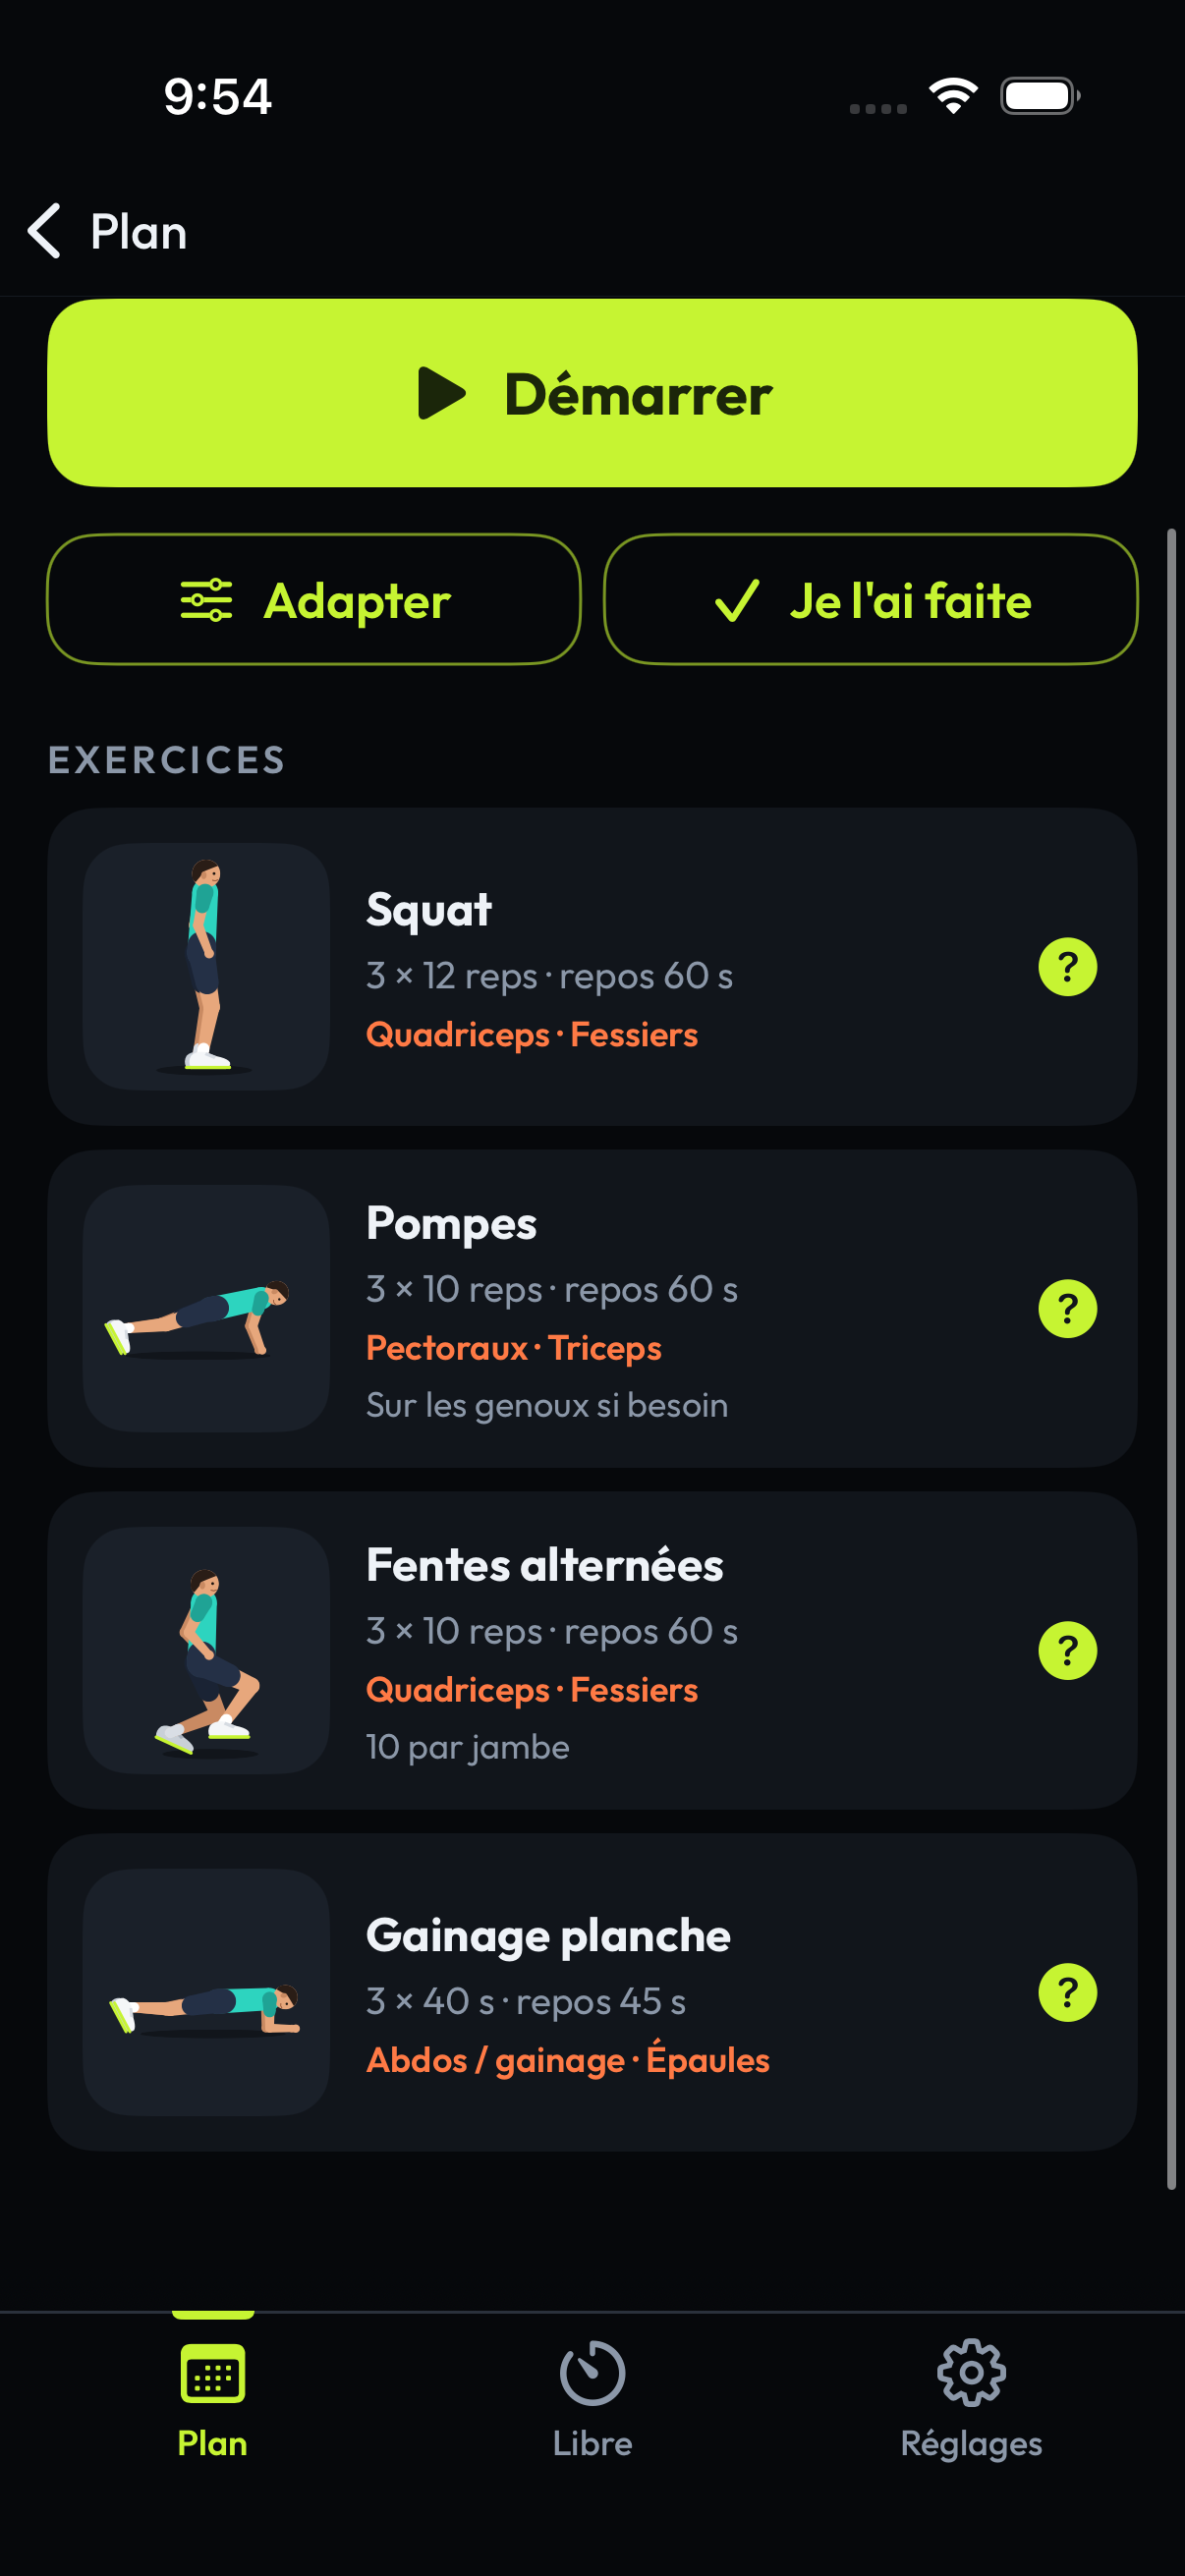 9:54
Plan
Démarrer
Adapter
Je l'ai faite
EXERCICES
Squat
3 × 12 reps · repos 60 s
Quadriceps · Fessiers
?
Pompes
3 × 10 reps · repos 60 s
Pectoraux · Triceps
Sur les genoux si besoin
?
Fentes alternées
3 × 10 reps · repos 60 s
Quadriceps · Fessiers
10 par jambe
?
Gainage planche
3 × 40 s · repos 45 s
Abdos / gainage · Épaules
?
Plan
Libre
Réglages